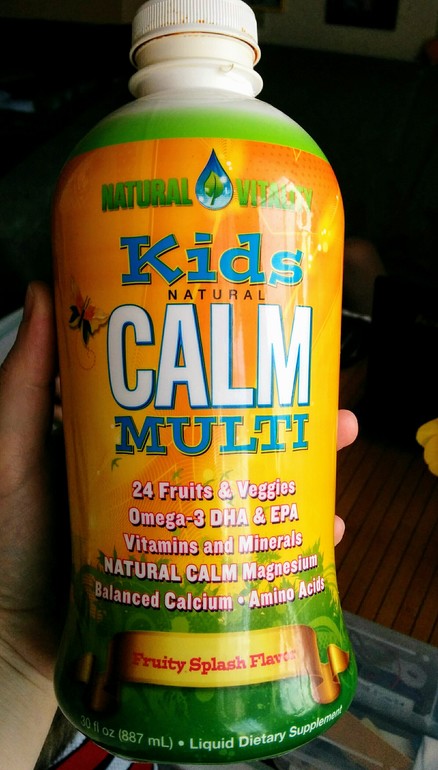 NATURAL VITALITY
Kids
NATURAL
CALM
MULTI
24 Fruits & Veggies
Omega-3 DHA & EPA
Vitamins and Minerals
NATURAL CALM Magnesium
Balanced Calcium • Amino Acids
Fruity Splash Flavor
30 fl oz (887 mL) • Liquid Dietary Supplement